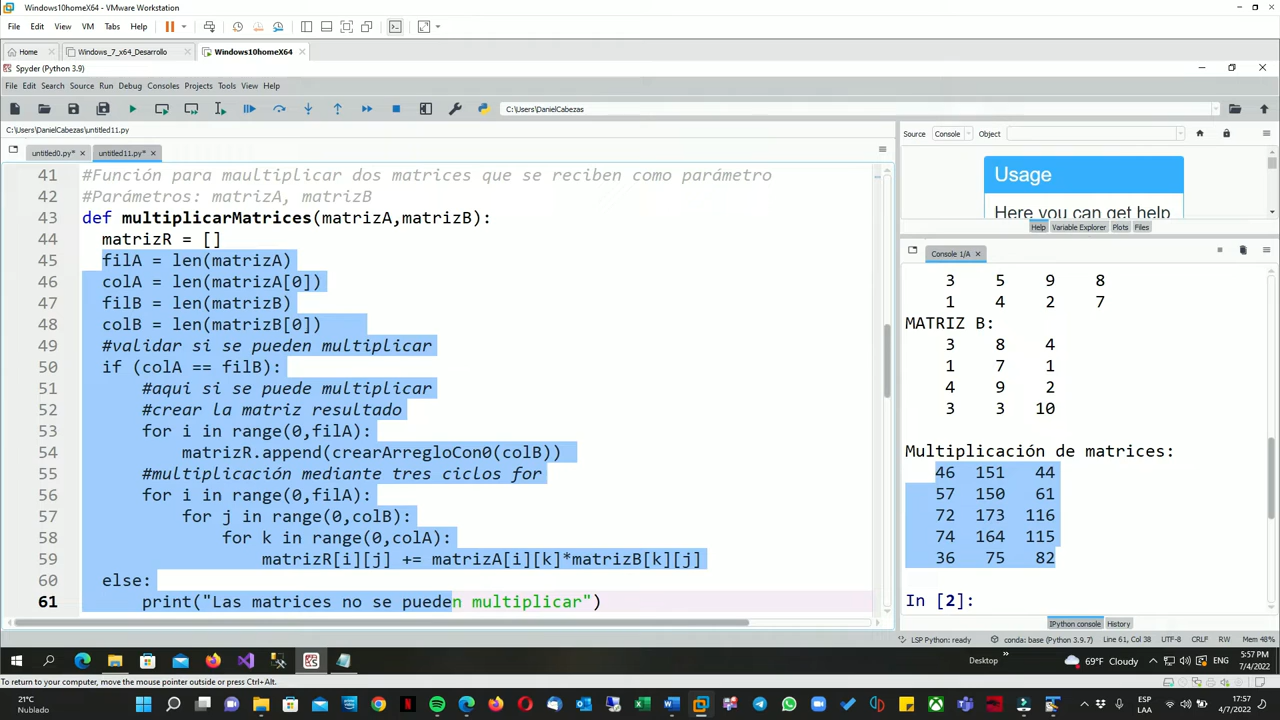 Windows10homeX64 - VMware Workstation
File Edit View VM Tabs Help
Home Windows_7_x64_Desarrollo Windows10homeX64
Spyder (Python 3.9)
File Edit Search Source Run Debug Consoles Projects Tools View Help
C:\Users\DanielCabezas
C:\Users\DanielCabezas\untitled11.py
untitled0.py* untitled11.py*
41 #Función para maultiplicar dos matrices que se reciben como parámetro
42 #Parámetros: matrizA, matrizB
43 def multiplicarMatrices(matrizA,matrizB):
44 matrizR = []
45 filA = len(matrizA)
46 colA = len(matrizA[0])
47 filB = len(matrizB)
48 colB = len(matrizB[0])
49 #validar si se pueden multiplicar
50 if (colA == filB):
51 #aqui si se puede multiplicar
52 #crear la matriz resultado
53 for i in range(0,filA):
54 matrizR.append(crearArregloCon0(colB))
55 #multiplicación mediante tres ciclos for
56 for i in range(0,filA):
57 for j in range(0,colB):
58 for k in range(0,colA):
59 matrizR[i][j] += matrizA[i][k]*matrizB[k][j]
60 else:
61 print("Las matrices no se pueden multiplicar")
Source Console Object
Usage
Here you can get help
Help Variable Explorer Plots Files
Console 1/A
3 5 9 8
1 4 2 7
MATRIZ B:
3 8 4
1 7 1
4 9 2
3 3 10
Multiplicación de matrices:
46 151 44
57 150 61
72 173 116
74 164 115
36 75 82
In [2]:
IPython console History
LSP Python: ready conda: base (Python 3.9.7) Line 61, Col 38 UTF-8 CRLF RW Mem 48%
Desktop 69°F Cloudy ENG 5:57 PM
7/4/2022
To return to your computer, move the mouse pointer outside or press Ctrl+Alt.
21°C
Nublado
ESP
LAA
17:57
4/7/2022